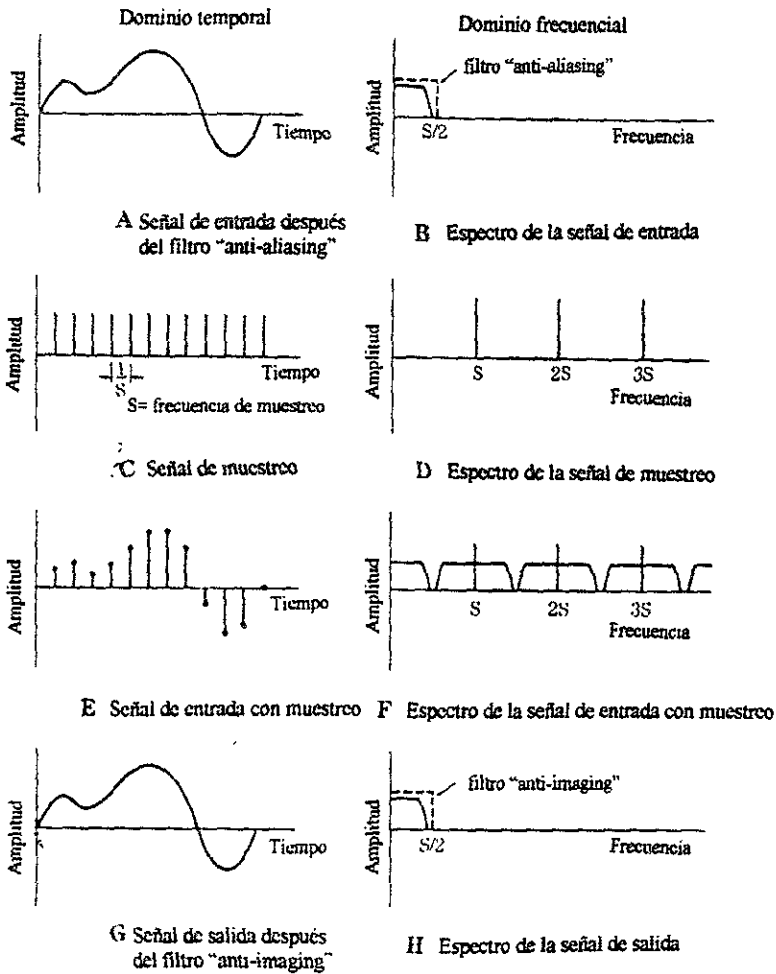 Dominio temporal
Dominio frecuencial
Amplitud
Tiempo
Amplitud
filtro “anti-aliasing”
S/2
Frecuencia
A Señal de entrada después
del filtro “anti-aliasing”
B Espectro de la señal de entrada
Amplitud
Tiempo
1
S
S= frecuencia de muestreo
Amplitud
S
2S
3S
Frecuencia
C Señal de muestreo
D Espectro de la señal de muestreo
Amplitud
Tiempo
Amplitud
S
2S
3S
Frecuencia
E Señal de entrada con muestreo
F Espectro de la señal de entrada con muestreo
Amplitud
Tiempo
Amplitud
filtro “anti-imaging”
S/2
Frecuencia
G Señal de salida después
del filtro “anti-imaging”
H Espectro de la señal de salida